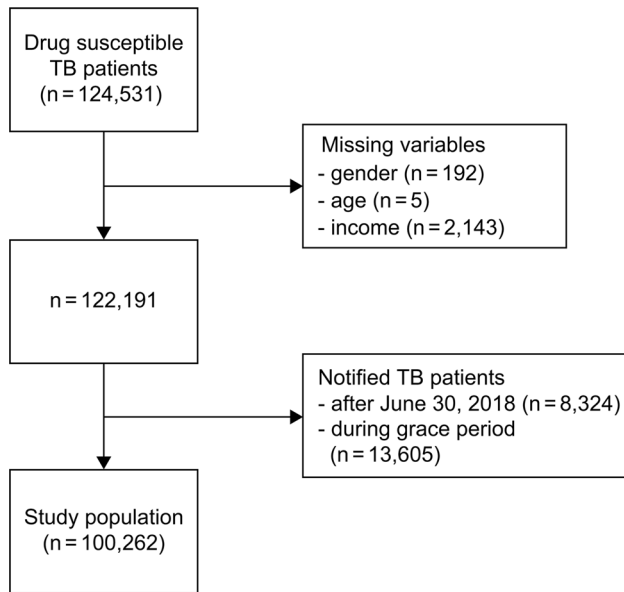 Drug susceptible
TB patients
(n = 124,531)
Missing variables
- gender (n = 192)
- age (n = 5)
- income (n = 2,143)
n = 122,191
Notified TB patients
- after June 30, 2018 (n = 8,324)
- during grace period
(n = 13,605)
Study population
(n = 100,262)